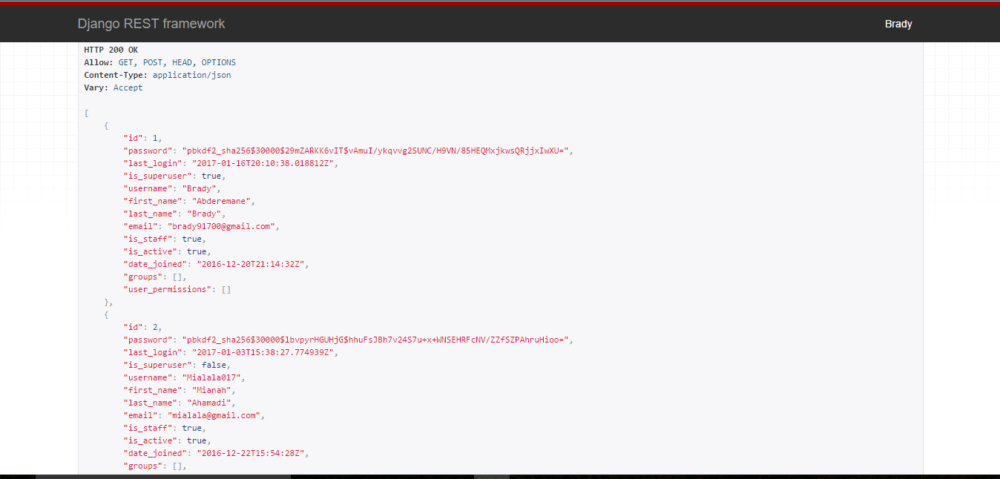 Django REST framework
Brady
HTTP 200 OK
Allow: GET, POST, HEAD, OPTIONS
Content-Type: application/json
Vary: Accept
[
{
"id": 1,
"password": "pbkdf2_sha256$30000$29mZARKK6vIT$vAmuI/ykqvvg2SUNC/H9VN/85HEQMxjkwsQRjjxIwXU=",
"last_login": "2017-01-16T20:10:38.018812Z",
"is_superuser": true,
"username": "Brady",
"first_name": "Abderemane",
"last_name": "Brady",
"email": "brady91700@gmail.com",
"is_staff": true,
"is_active": true,
"date_joined": "2016-12-20T21:14:32Z",
"groups": [],
"user_permissions": []
},
{
"id": 2,
"password": "pbkdf2_sha256$30000$lbvpyrHGUHjG$hhuFsJBh7v24S7u+x+WNSEHRFcNV/ZZfSZPAhruHioo=",
"last_login": "2017-01-03T15:38:27.774939Z",
"is_superuser": false,
"username": "Mialala017",
"first_name": "Mianah",
"last_name": "Ahamadi",
"email": "mialala@gmail.com",
"is_staff": true,
"is_active": true,
"date_joined": "2016-12-22T15:54:28Z",
"groups": [],